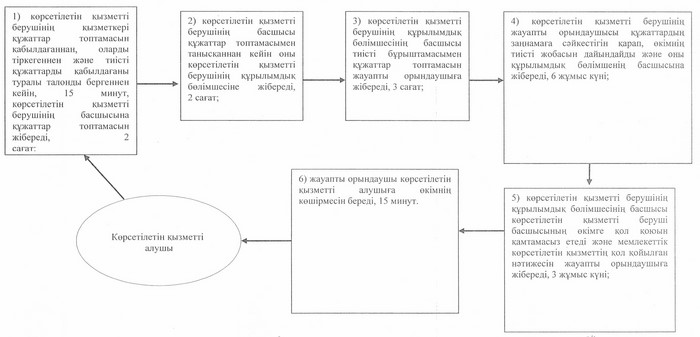 1) көрсетілетін қызметті
берушінің қызметкері
құжаттар топтамасын
қабылдағаннан, оларды
тіркегеннен және тиісті
құжаттарды қабылдағаны
туралы талонды бергеннен
кейін, 15 минут,
көрсетілетін қызметті
берушінің басшысына
құжаттар топтамасын
жібереді, 2
сағат;
2) көрсетілетін қызметті
берушінің басшысы
құжаттар топтамасымен
танысқаннан кейін оны
көрсетілетін қызметті
берушінің құрылымдық
бөлімшесіне жібереді,
2 сағат;
3) көрсетілетін қызметті
берушінің құрылымдық
бөлімшесінің басшысы
тиісті бұрыштамасымен
құжаттар топтамасын
жауапты орындаушыға
жібереді, 3 сағат;
4) көрсетілетін қызметті берушінің
жауапты орындаушысы құжаттардың
заңнамаға сәйкестігін қарап, өкімнің
тиісті жобасын дайындайды және оны
құрылымдық бөлімшенің басшысына
жібереді, 6 жұмыс күні;
5) көрсетілетін қызметті берушінің
құрылымдық бөлімшесінің басшысы
көрсетілетін қызметті беруші
басшысының өкімге қол қоюын
қамтамасыз етеді және мемлекеттік
көрсетілетін қызметтің қол қойылған
нәтижесін жауапты орындаушыға
жібереді, 3 жұмыс күні;
6) жауапты орындаушы көрсетілетін
қызметті алушыға өкімнің
көшірмесін береді, 15 минут.
Көрсетілетін қызметті
алушы